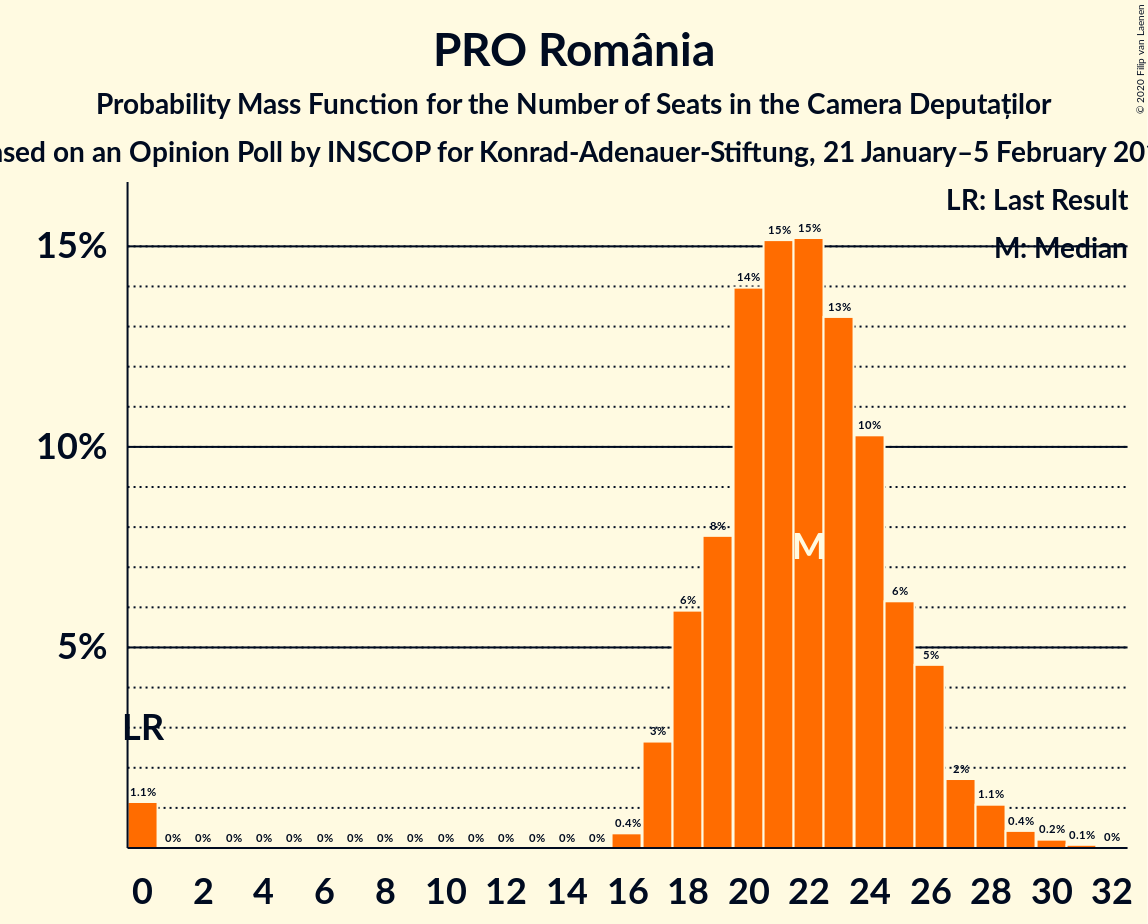 PRO România
Probability Mass Function for the Number of Seats in the Camera Deputaților
on an Opinion Poll by INSCOP for Konrad-Adenauer-Stiftung, 21 January–5 February
LR: Last Result
M: Median
15%
10%
5%
15% 15%
14%
13%
10%
8%
M
6% 6%
5%
LR
3%
2%
1.1% 1.1%
0% 0% 0% 0% 0% 0% 0% 0% 0% 0% 0% 0% 0% 0% 0% 0.4% 0.4% 0.2% 0.1% 0%
0 2 4 6 8 10 12 14 16 18 20 22 24 26 28 30 32
© 2020 Filip van Laenen